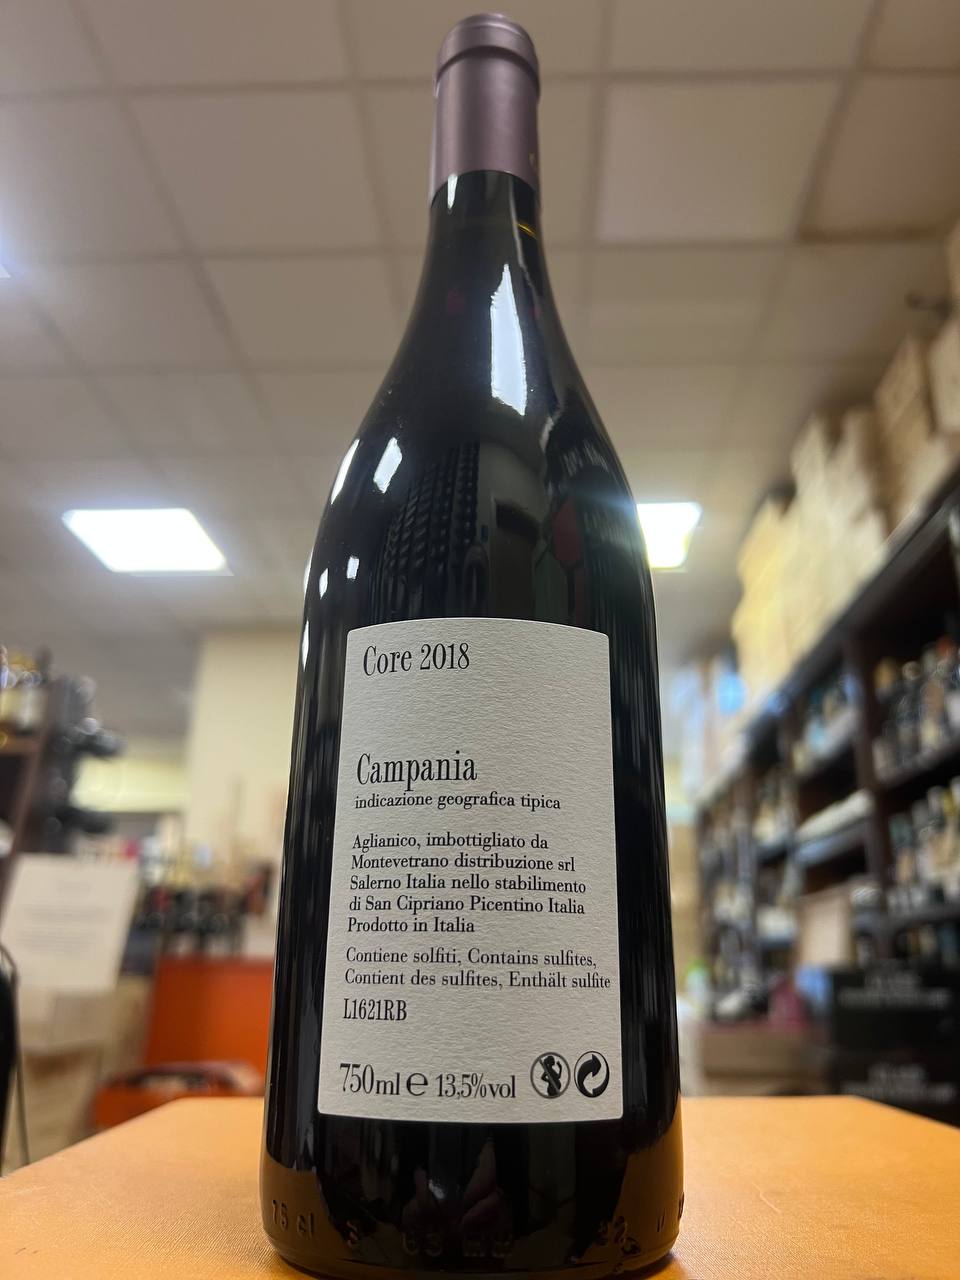 Core 2018
Campania
indicazione geografica tipica
Aglianico, imbottigliato da
Montevetrano distribuzione srl
Salerno Italia nello stabilimento
di San Cipriano Picentino Italia
Prodotto in Italia
Contiene solfiti, Contains sulfites,
Contient des sulfites, Enthält sulfite
L1621RB
750ml e 13,5%vol
75 cl